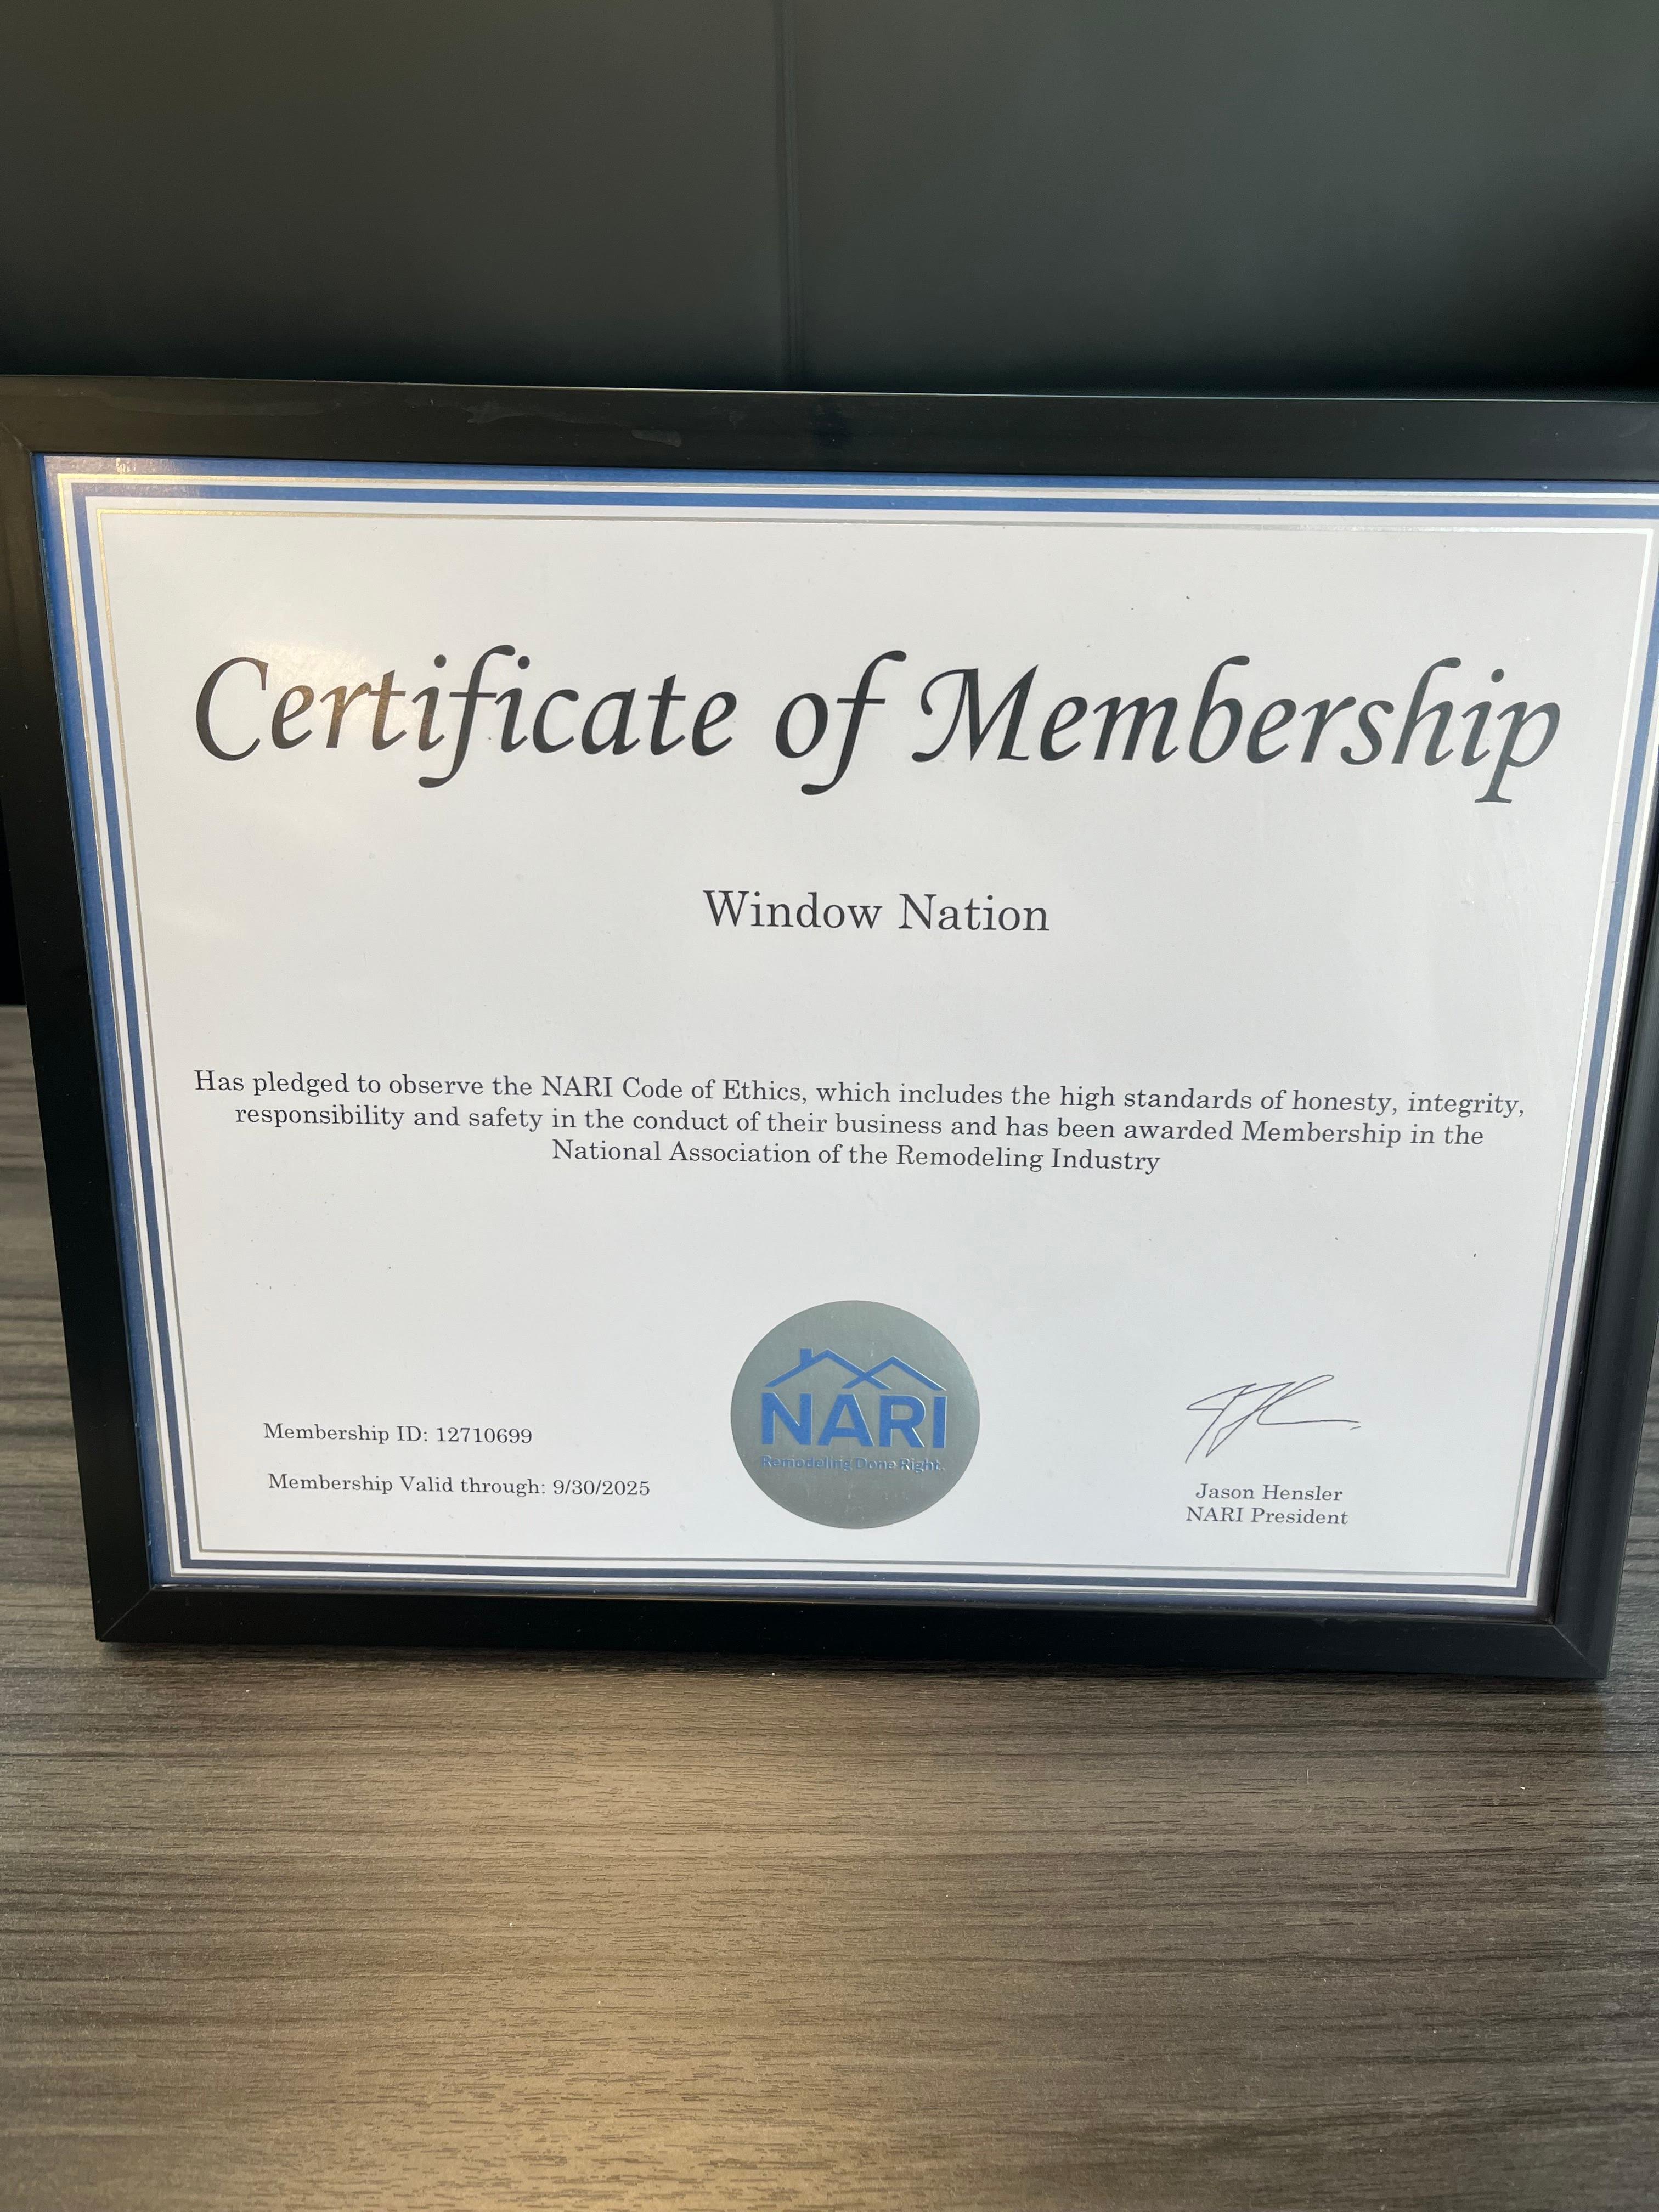 Certificate of Membership
Window Nation
Has pledged to observe the NARI Code of Ethics, which includes the high standards of honesty, integrity,
responsibility and safety in the conduct of their business and has been awarded Membership in the
National Association of the Remodeling Industry
Membership ID: 12710699
Membership Valid through: 9/30/2025
NARI
Remodeling Done Right.
Jason Hensler
NARI President